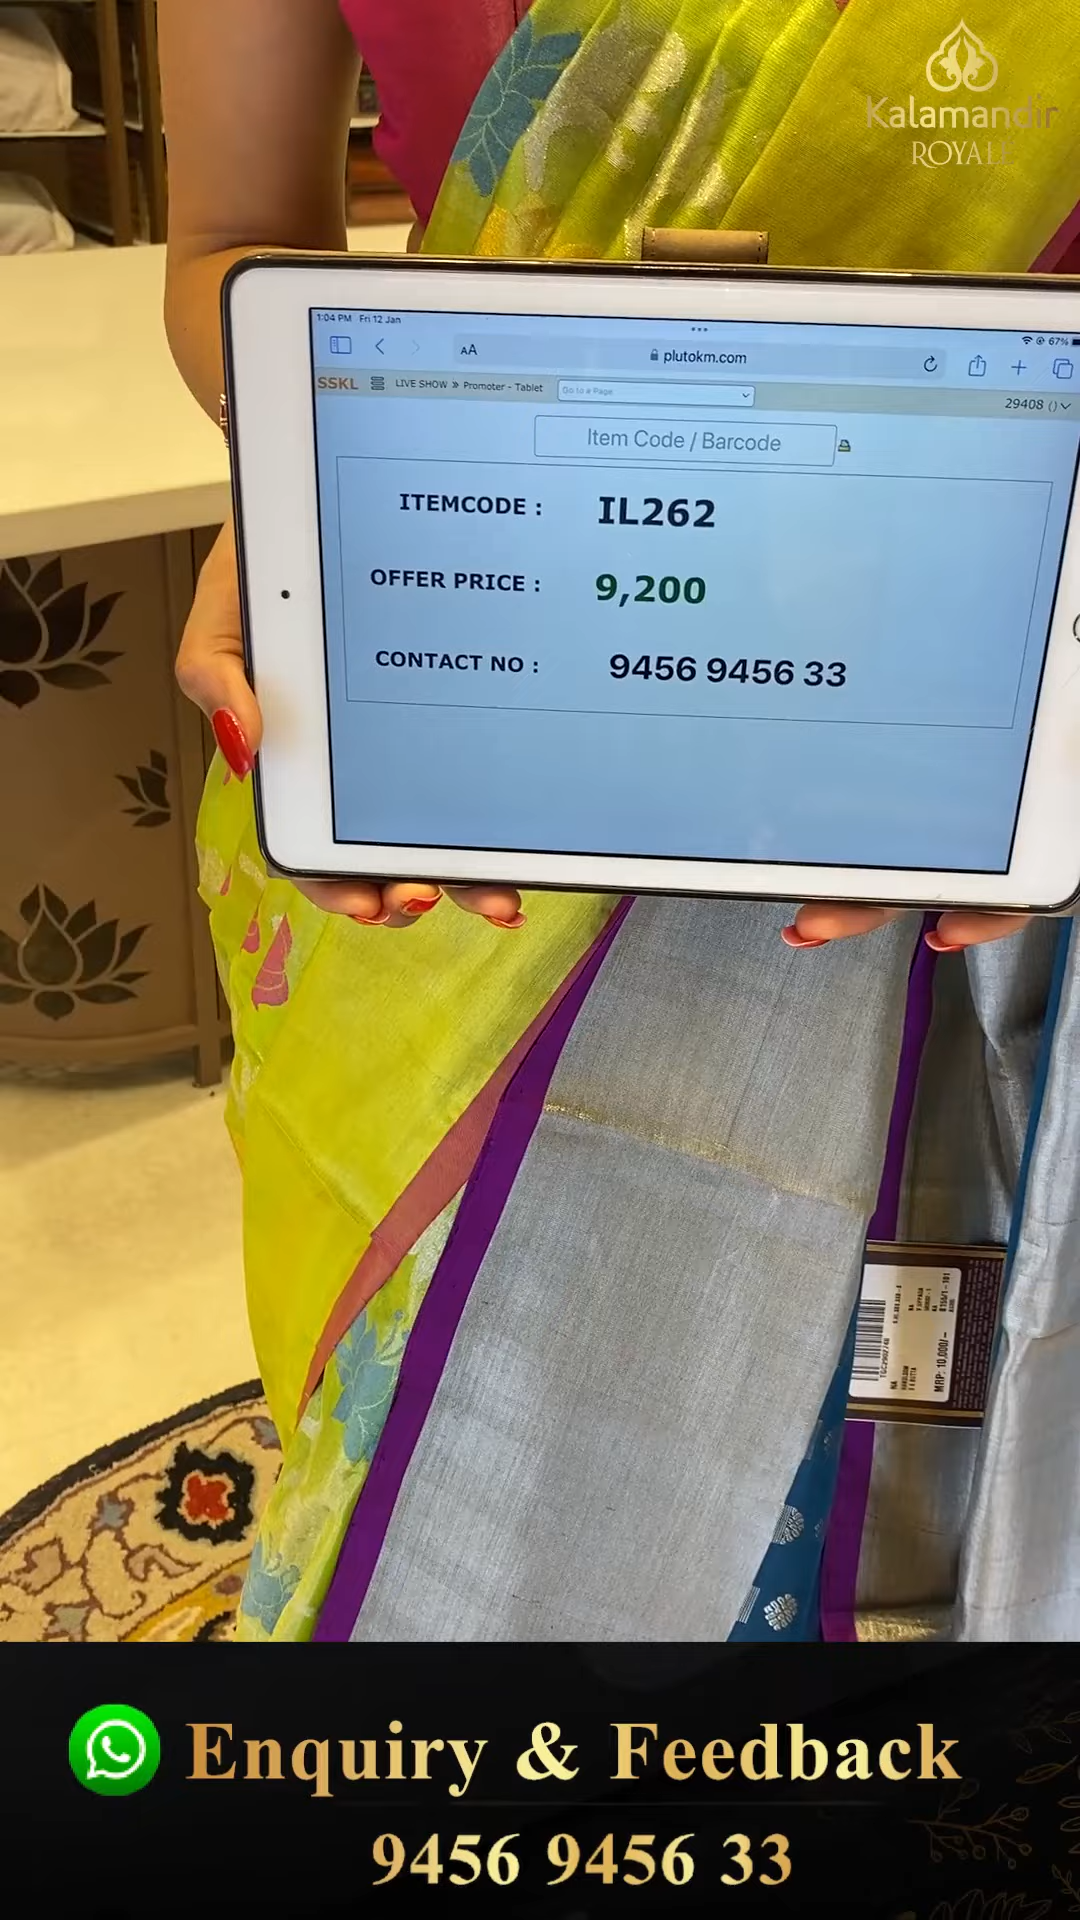 Kalamandir
ROYALE
1:04 PM Fri 12 Jan
67%
AA
plutokm.com
SSKL
LIVE SHOW » Promoter - Tablet
Go to a Page
29408 ()
Item Code / Barcode
ITEMCODE : IL262
OFFER PRICE : 9,200
CONTACT NO : 9456 9456 33
MRP: 10,000/-
NA
Enquiry & Feedback
9456 9456 33